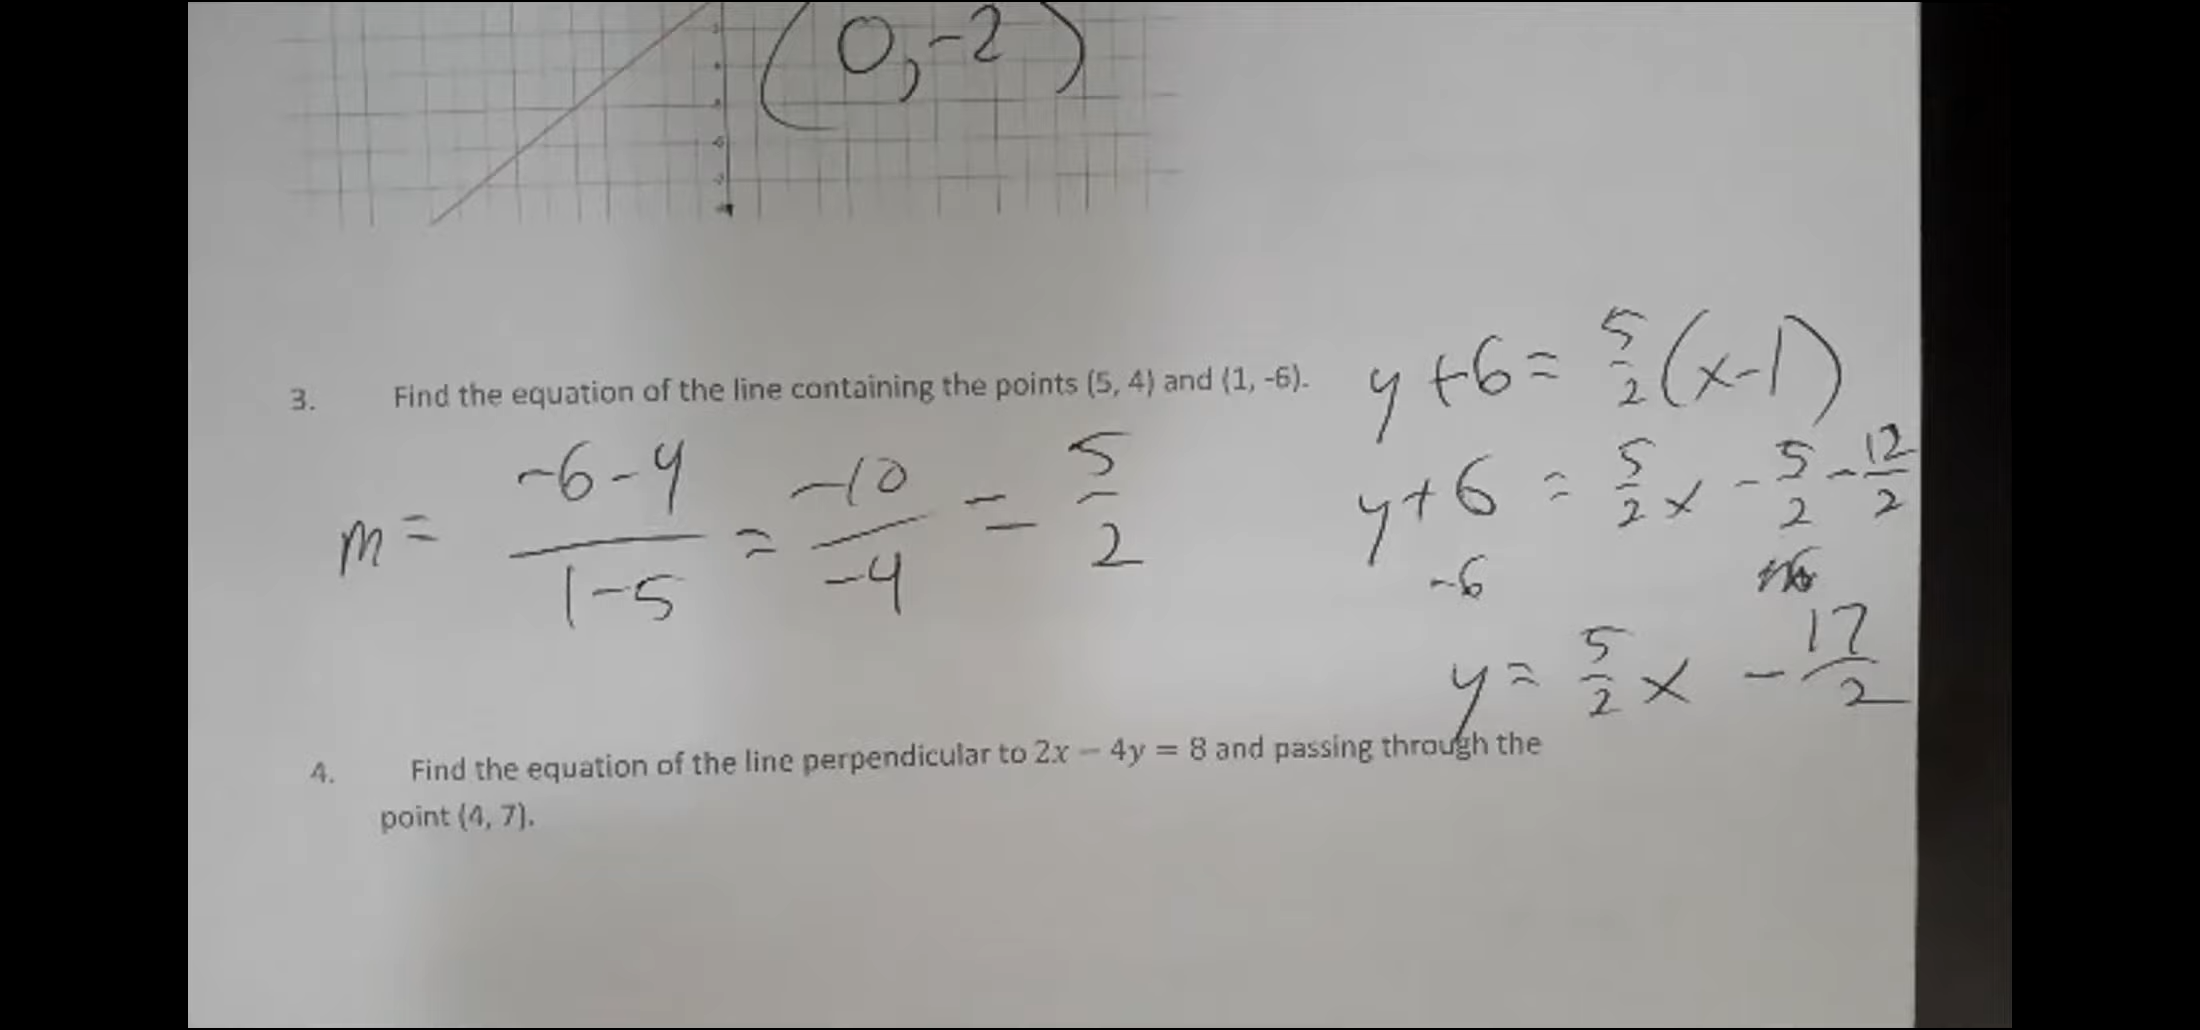 (0,-2)
3. Find the equation of the line containing the points (5, 4) and (1, -6).
m = -6-4/1-5 = -10/-4 = 5/2
y+6 = 5/2(x-1)
y+6 = 5/2x - 5/2 - 12/2
-6
y = 5/2x - 17/2
4. Find the equation of the line perpendicular to 2x − 4y = 8 and passing through the
point (4, 7).